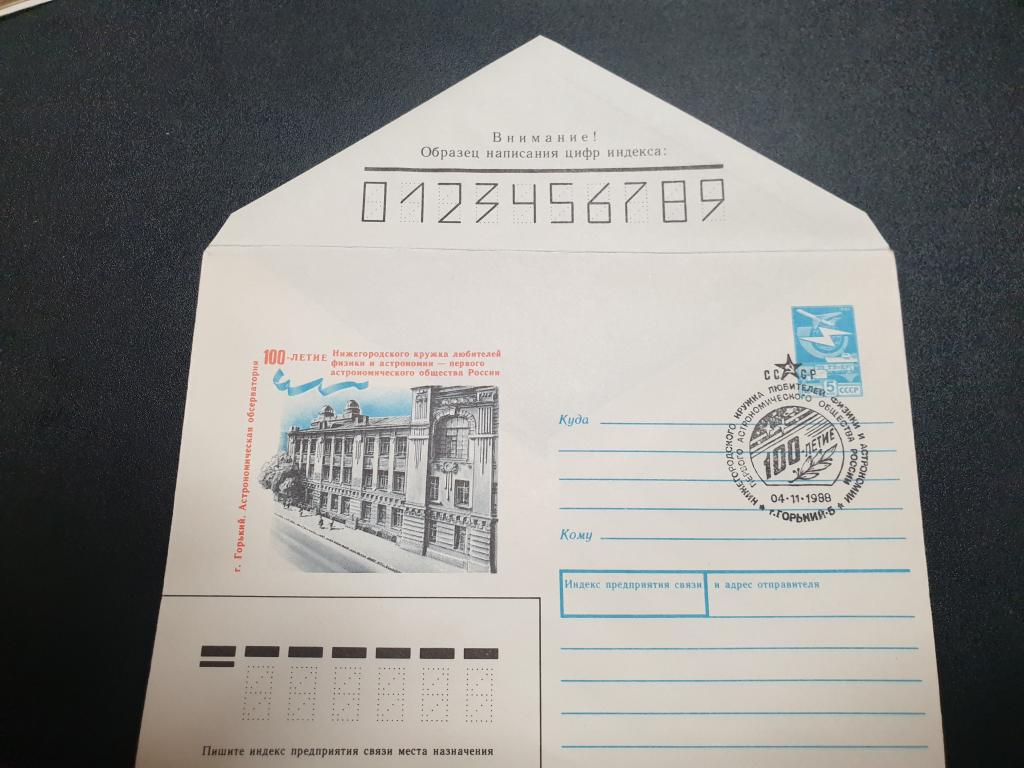 Внимание!
Образец написания цифр индекса:
0123456789
100-ЛЕТИЕ Нижегородского кружка любителей
физики и астрономии — первого
астрономического общества России
г. Горький. Астрономическая обсерватория
5 СССР
СССР
НИЖЕГОРОДСКОГО КРУЖКА ЛЮБИТЕЛЕЙ ФИЗИКИ И АСТРОНОМИИ
ПЕРВОГО АСТРОНОМИЧЕСКОГО ОБЩЕСТВА РОССИИ
100-ЛЕТИЕ
04·11·1988
г. ГОРЬКИЙ-5
Куда
Кому
Индекс предприятия связи и адрес отправителя
Пишите индекс предприятия связи места назначения